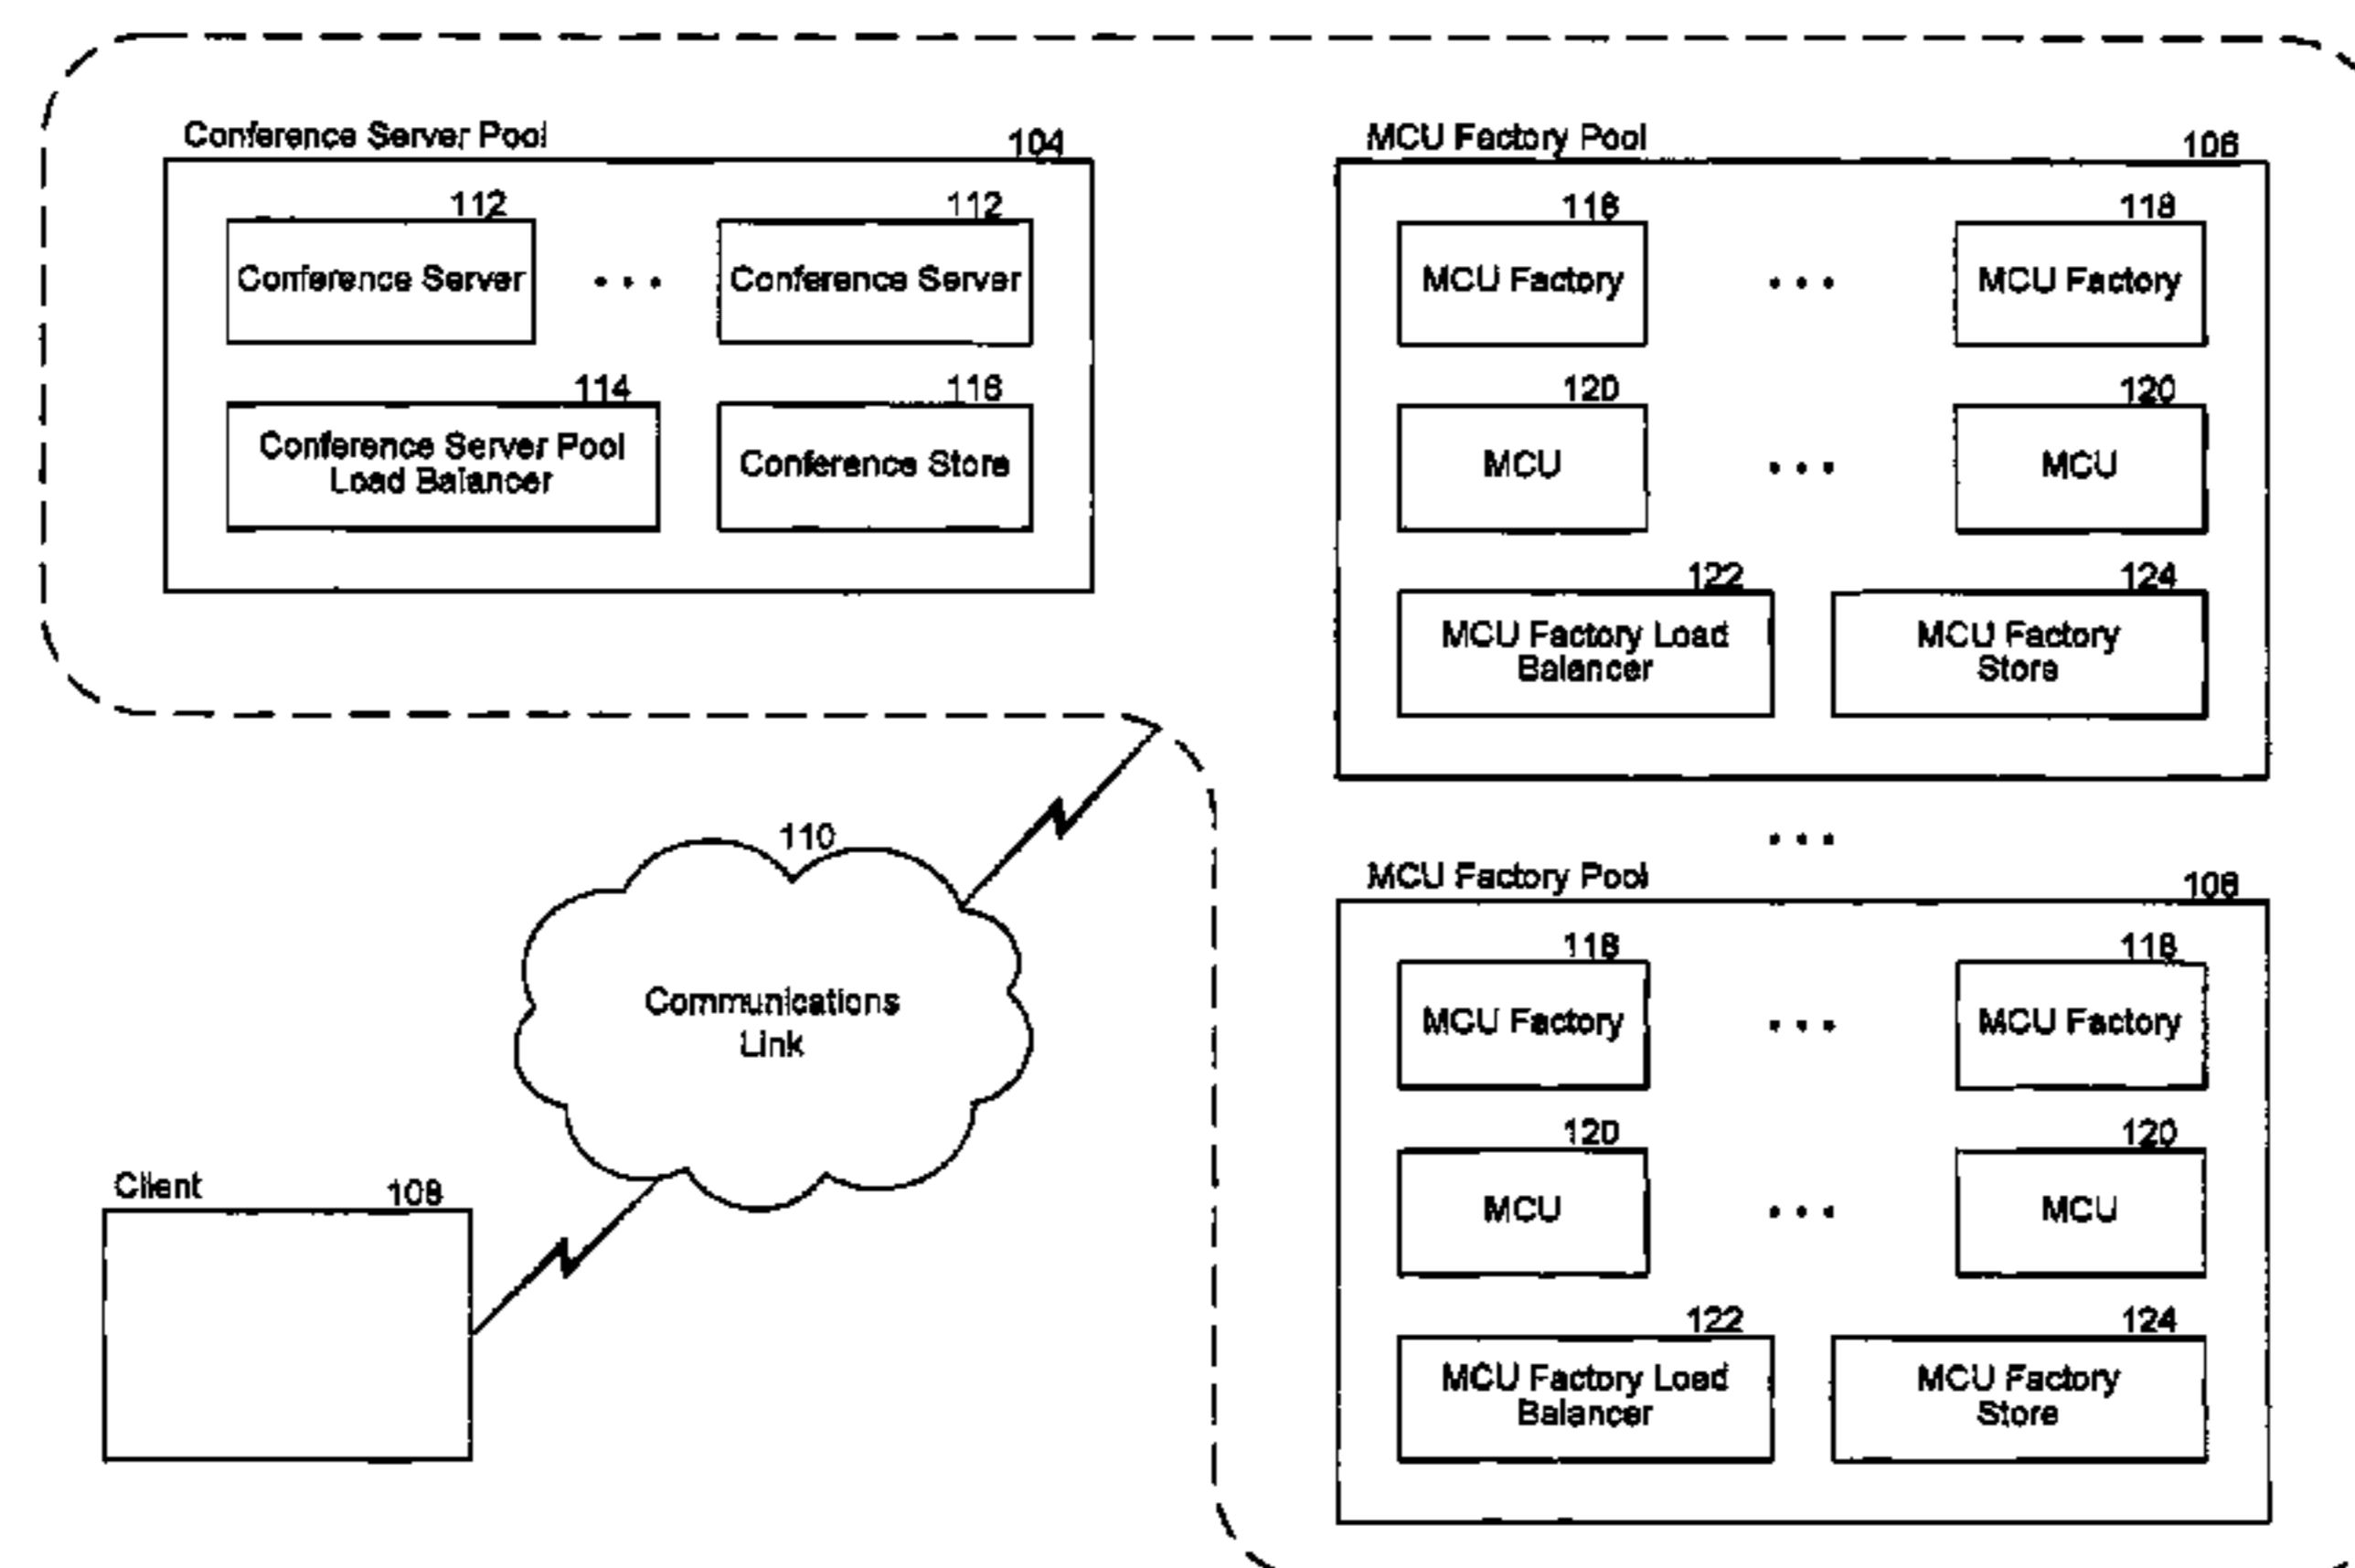 Conference Server Pool
104
112
112
Conference Server
• • •
Conference Server
114
116
Conference Server Pool
Load Balancer
Conference Store
MCU Factory Pool
106
118
118
MCU Factory
• • •
MCU Factory
120
120
MCU
• • •
MCU
122
124
MCU Factory Load
Balancer
MCU Factory
Store
• • •
110
Communications
Link
Client
108
MCU Factory Pool
106
118
118
MCU Factory
• • •
MCU Factory
120
120
MCU
• • •
MCU
122
124
MCU Factory Load
Balancer
MCU Factory
Store